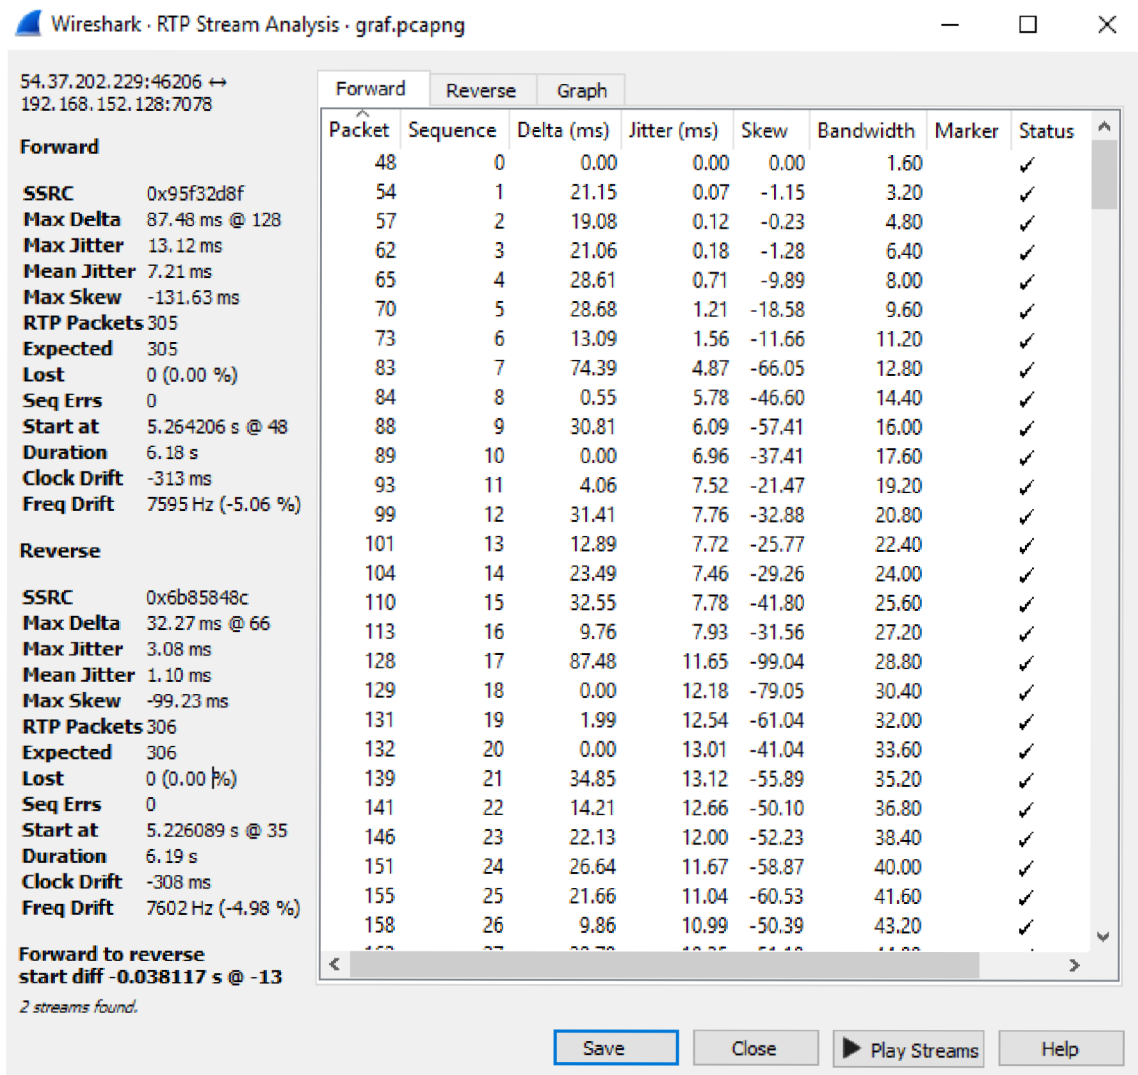 Wireshark · RTP Stream Analysis · graf.pcapng
54.37.202.229:46206 ↔
192.168.152.128:7078
Forward
SSRC 0x95f32d8f
Max Delta 87.48 ms @ 128
Max Jitter 13.12 ms
Mean Jitter 7.21 ms
Max Skew -131.63 ms
RTP Packets 305
Expected 305
Lost 0 (0.00 %)
Seq Errs 0
Start at 5.264206 s @ 48
Duration 6.18 s
Clock Drift -313 ms
Freq Drift 7595 Hz (-5.06 %)
Reverse
SSRC 0x6b85848c
Max Delta 32.27 ms @ 66
Max Jitter 3.08 ms
Mean Jitter 1.10 ms
Max Skew -99.23 ms
RTP Packets 306
Expected 306
Lost 0 (0.00 %)
Seq Errs 0
Start at 5.226089 s @ 35
Duration 6.19 s
Clock Drift -308 ms
Freq Drift 7602 Hz (-4.98 %)
Forward to reverse
start diff -0.038117 s @ -13
2 streams found.
Forward Reverse Graph
Packet Sequence Delta (ms) Jitter (ms) Skew Bandwidth Marker Status
48 0 0.00 0.00 0.00 1.60 ✓
54 1 21.15 0.07 -1.15 3.20 ✓
57 2 19.08 0.12 -0.23 4.80 ✓
62 3 21.06 0.18 -1.28 6.40 ✓
65 4 28.61 0.71 -9.89 8.00 ✓
70 5 28.68 1.21 -18.58 9.60 ✓
73 6 13.09 1.56 -11.66 11.20 ✓
83 7 74.39 4.87 -66.05 12.80 ✓
84 8 0.55 5.78 -46.60 14.40 ✓
88 9 30.81 6.09 -57.41 16.00 ✓
89 10 0.00 6.96 -37.41 17.60 ✓
93 11 4.06 7.52 -21.47 19.20 ✓
99 12 31.41 7.76 -32.88 20.80 ✓
101 13 12.89 7.72 -25.77 22.40 ✓
104 14 23.49 7.46 -29.26 24.00 ✓
110 15 32.55 7.78 -41.80 25.60 ✓
113 16 9.76 7.93 -31.56 27.20 ✓
128 17 87.48 11.65 -99.04 28.80 ✓
129 18 0.00 12.18 -79.05 30.40 ✓
131 19 1.99 12.54 -61.04 32.00 ✓
132 20 0.00 13.01 -41.04 33.60 ✓
139 21 34.85 13.12 -55.89 35.20 ✓
141 22 14.21 12.66 -50.10 36.80 ✓
146 23 22.13 12.00 -52.23 38.40 ✓
151 24 26.64 11.67 -58.87 40.00 ✓
155 25 21.66 11.04 -60.53 41.60 ✓
158 26 9.86 10.99 -50.39 43.20 ✓
Save Close Play Streams Help